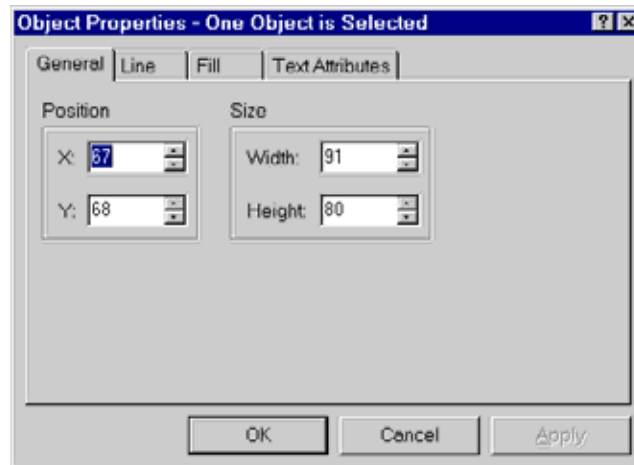 Object Properties - One Object is Selected
General Line Fill Text Attributes
Position Size
X: 67 Width: 91
Y: 68 Height: 80
OK Cancel Apply